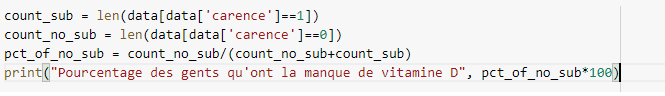 count_sub = len(data[data['carence']==1])
count_no_sub = len(data[data['carence']==0])
pct_of_no_sub = count_no_sub/(count_no_sub+count_sub)
print("Pourcentage des gents qu'ont la manque de vitamine D", pct_of_no_sub*100)